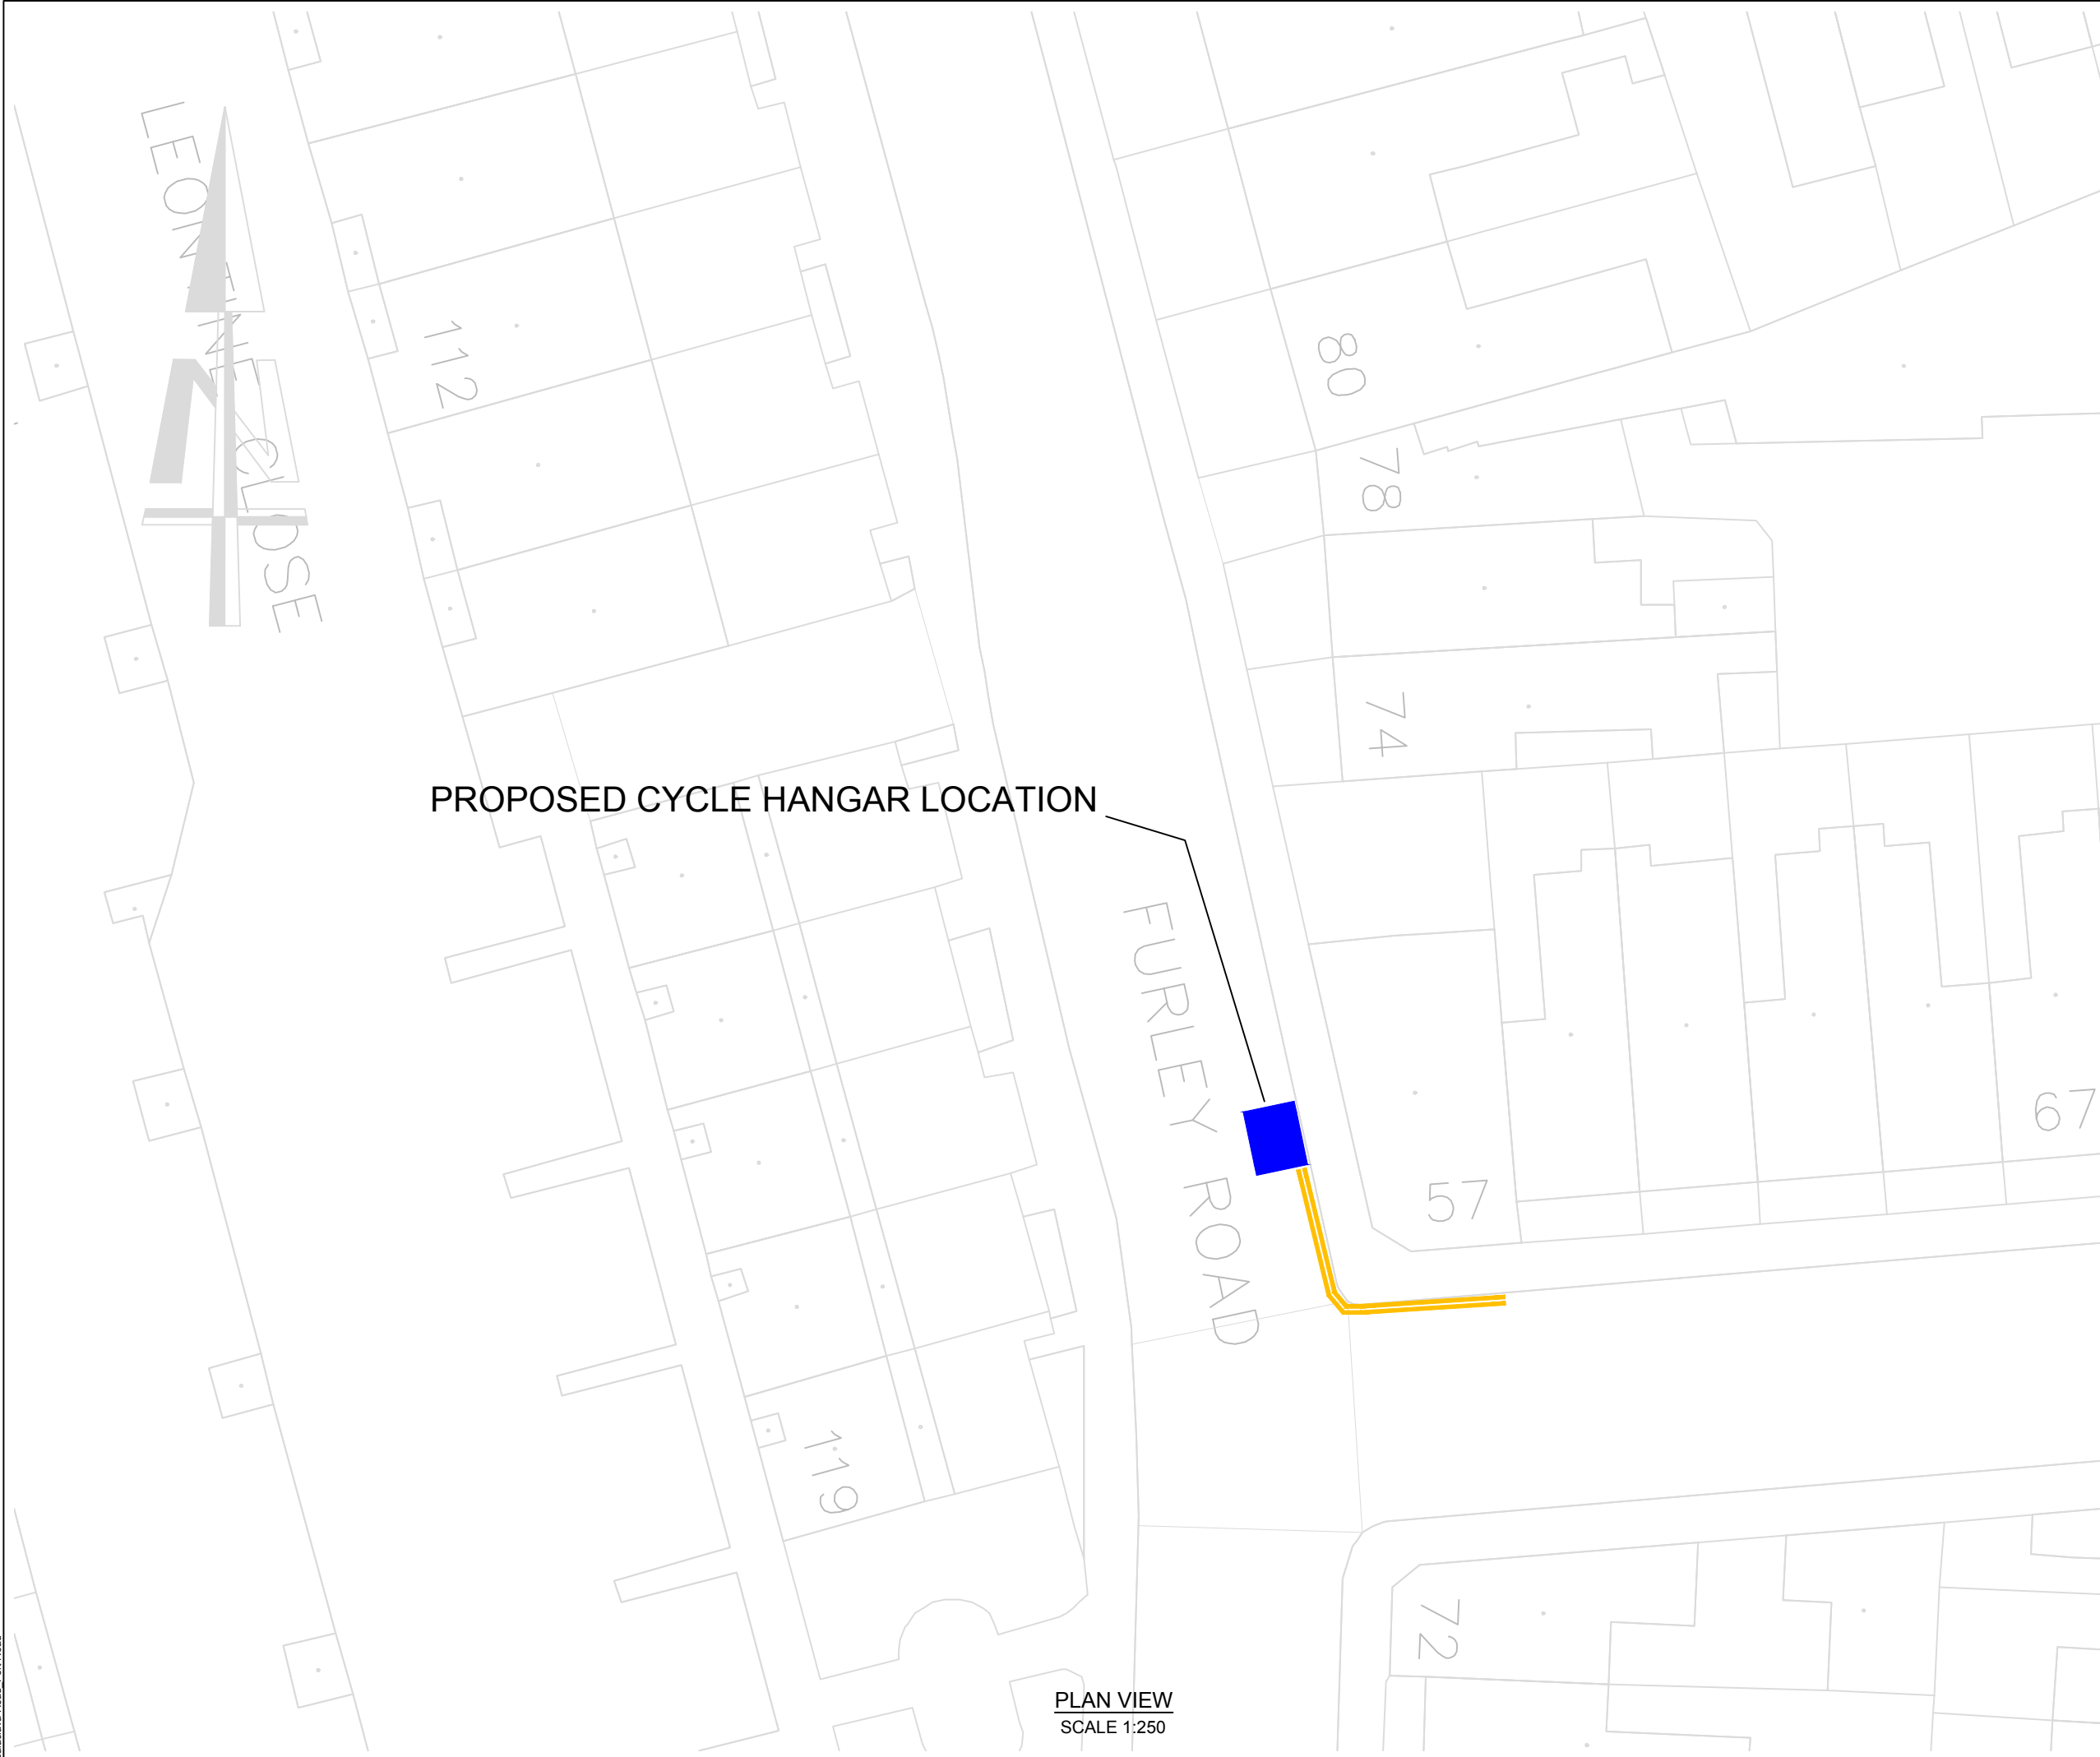 LEONTINE CLOSE
N
112
80
78
74
PROPOSED CYCLE HANGAR LOCATION
FURLEY ROAD
67
57
119
72
PLAN VIEW
SCALE 1:250